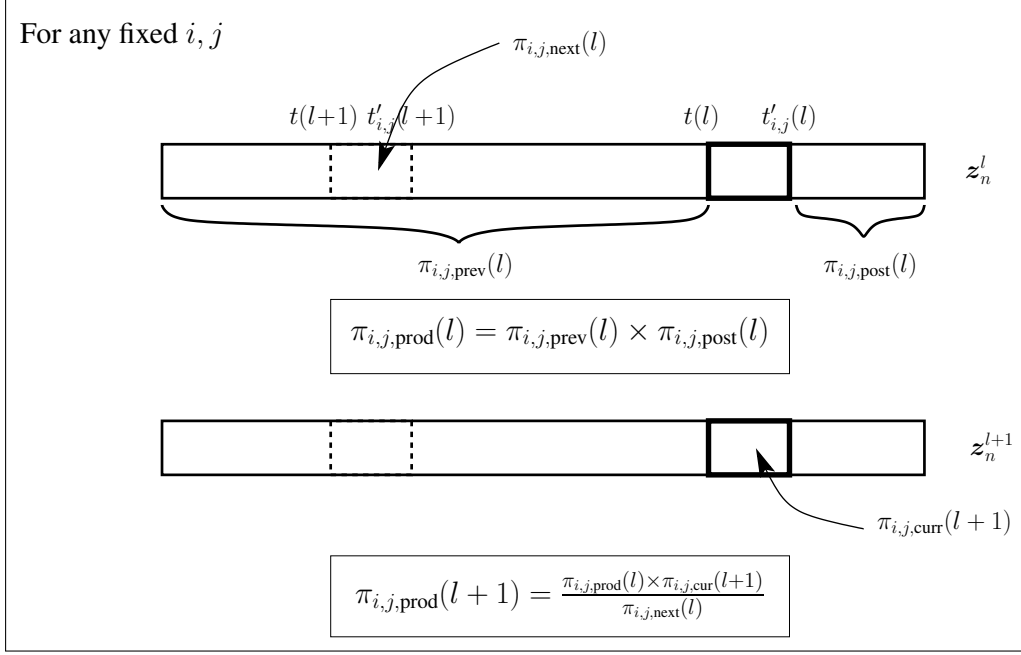 For any fixed i, j
π_{i,j,next}(l)
t(l+1) t′_{i,j}(l+1) t(l) t′_{i,j}(l)
z_n^l
π_{i,j,prev}(l) π_{i,j,post}(l)
π_{i,j,prod}(l) = π_{i,j,prev}(l) × π_{i,j,post}(l)
z_n^{l+1}
π_{i,j,curr}(l + 1)
π_{i,j,prod}(l + 1) = \frac{π_{i,j,prod}(l)×π_{i,j,cur}(l+1)}{π_{i,j,next}(l)}